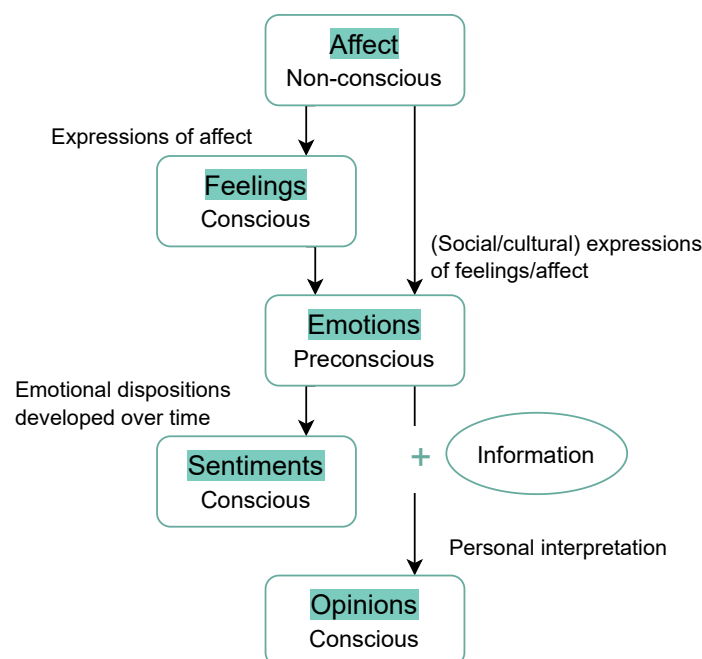 Affect
Non-conscious
Expressions of affect
Feelings
Conscious
(Social/cultural) expressions
of feelings/affect
Emotions
Preconscious
Emotional dispositions
developed over time
Sentiments
Conscious
+
Information
Personal interpretation
Opinions
Conscious